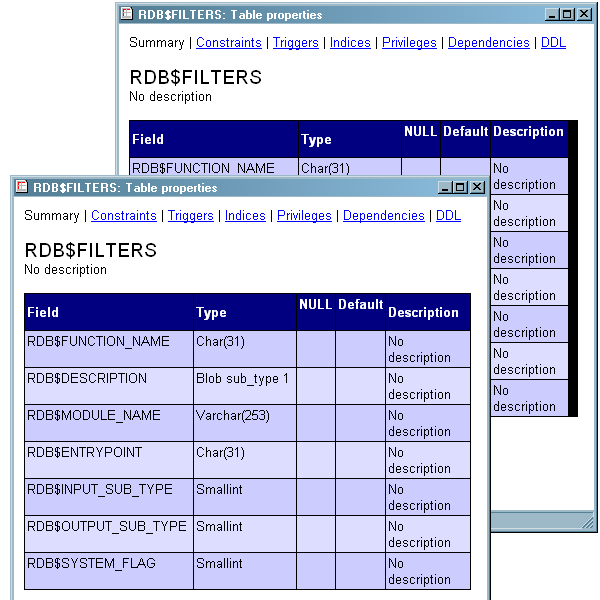 RDB$FILTERS: Table properties
Summary | Constraints | Triggers | Indices | Privileges | Dependencies | DDL
RDB$FILTERS
No description
Field Type NULL Default Description
RDB$FUNCTION_NAME Char(31) No description
No description
No description
No description
No description
No description
No description
RDB$FILTERS: Table properties
Summary | Constraints | Triggers | Indices | Privileges | Dependencies | DDL
RDB$FILTERS
No description
Field Type NULL Default Description
RDB$FUNCTION_NAME Char(31) No description
RDB$DESCRIPTION Blob sub_type 1 No description
RDB$MODULE_NAME Varchar(253) No description
RDB$ENTRYPOINT Char(31) No description
RDB$INPUT_SUB_TYPE Smallint No description
RDB$OUTPUT_SUB_TYPE Smallint No description
RDB$SYSTEM_FLAG Smallint No description